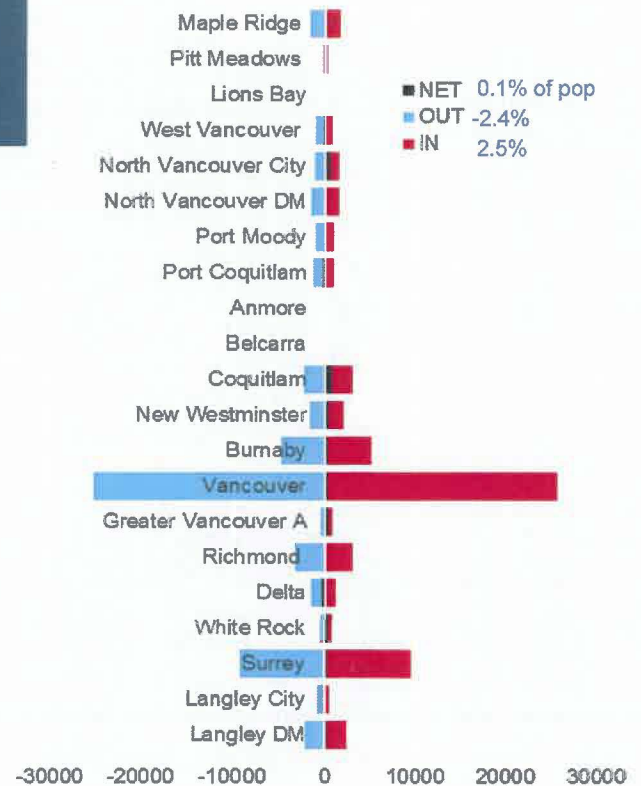 Maple Ridge
Pitt Meadows
Lions Bay
NET 0.1% of pop
West Vancouver
OUT -2.4%
IN 2.5%
North Vancouver City
North Vancouver DM
Port Moody
Port Coquitlam
Anmore
Belcarra
Coquitlam
New Westminster
Burnaby
Vancouver
Greater Vancouver A
Richmond
Delta
White Rock
Surrey
Langley City
Langley DM
-30000 -20000 -10000 0 10000 20000 30000